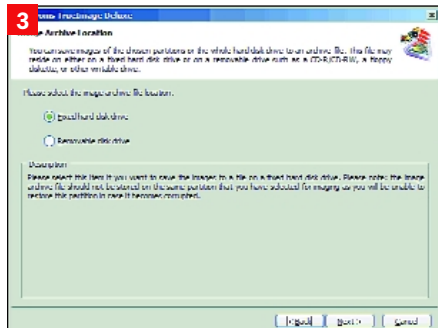 3
TrueImage Deluxe
Archive Location
You can save images of the chosen partitions or the whole hard disk drive to an archive file. This file may
reside on either on a fixed hard disk drive or on a removable drive such as a CD-R/CD-RW, a floppy
diskette, or other writable drive.
Please select the image archive file location.
Fixed hard disk drive
Removable disk drive
Description
Please select this item if you want to save the images to a file on a fixed hard disk drive. Please note: the image
archive file should not be stored on the same partition that you have selected for imaging as you will be unable to
restore this partition in case it becomes corrupted.
< Back Next > Cancel